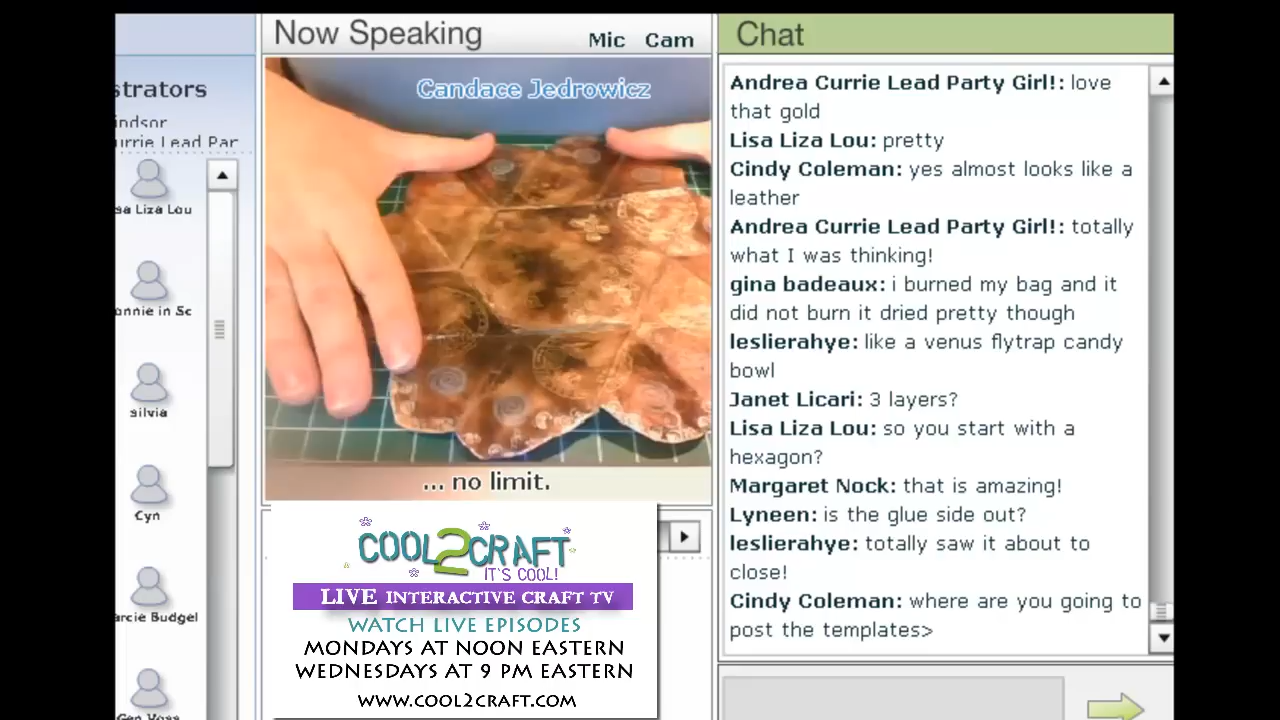 strators
indsor
urrie Lead Par
sa Liza Lou
onnie in Sc
silvia
Cyn
arcie Budgel
Gen Voss
Now Speaking
Mic Cam
Candace Jedrowicz
... no limit.
COOL2CRAFT
IT'S COOL!
LIVE INTERACTIVE CRAFT TV
WATCH LIVE EPISODES
MONDAYS AT NOON EASTERN
WEDNESDAYS AT 9 PM EASTERN
WWW.COOL2CRAFT.COM
Chat
Andrea Currie Lead Party Girl!: love
that gold
Lisa Liza Lou: pretty
Cindy Coleman: yes almost looks like a
leather
Andrea Currie Lead Party Girl!: totally
what I was thinking!
gina badeaux: i burned my bag and it
did not burn it dried pretty though
leslierahye: like a venus flytrap candy
bowl
Janet Licari: 3 layers?
Lisa Liza Lou: so you start with a
hexagon?
Margaret Nock: that is amazing!
Lyneen: is the glue side out?
leslierahye: totally saw it about to
close!
Cindy Coleman: where are you going to
post the templates>